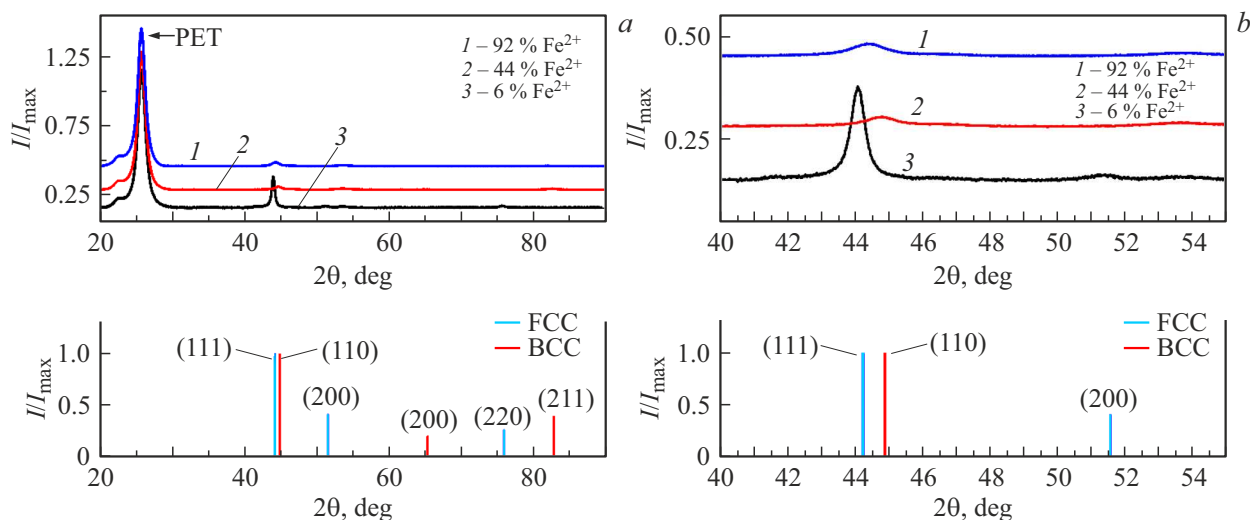 a
PET
1 – 92 % Fe²⁺
2 – 44 % Fe²⁺
3 – 6 % Fe²⁺
1.25
0.75
0.25
I/Imax
1
2
3
20
40
60
80
2θ, deg
b
1 – 92 % Fe²⁺
2 – 44 % Fe²⁺
3 – 6 % Fe²⁺
0.50
0.25
I/Imax
1
2
3
40
42
44
46
48
50
52
54
2θ, deg
FCC
BCC
(111)
(110)
(200)
(200)
(220)
(211)
1.0
0.5
0
I/Imax
20
40
60
80
2θ, deg
FCC
BCC
(111)
(110)
(200)
1.0
0.5
0
I/Imax
40
42
44
46
48
50
52
54
2θ, deg